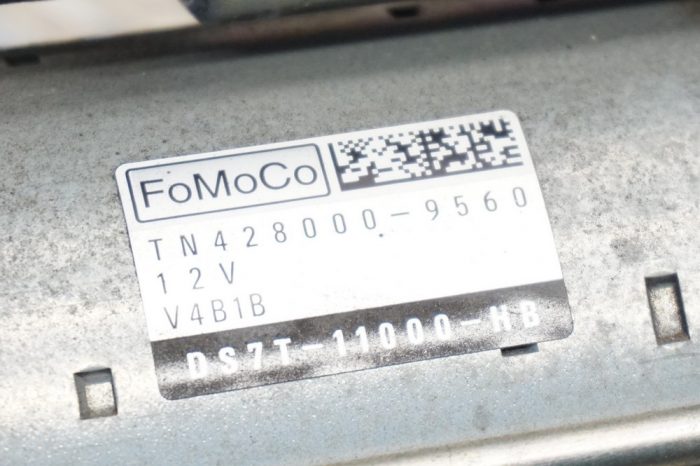 FoMoCo
TN428000-9560
12V
V4B1B
DS7T-11000-HB